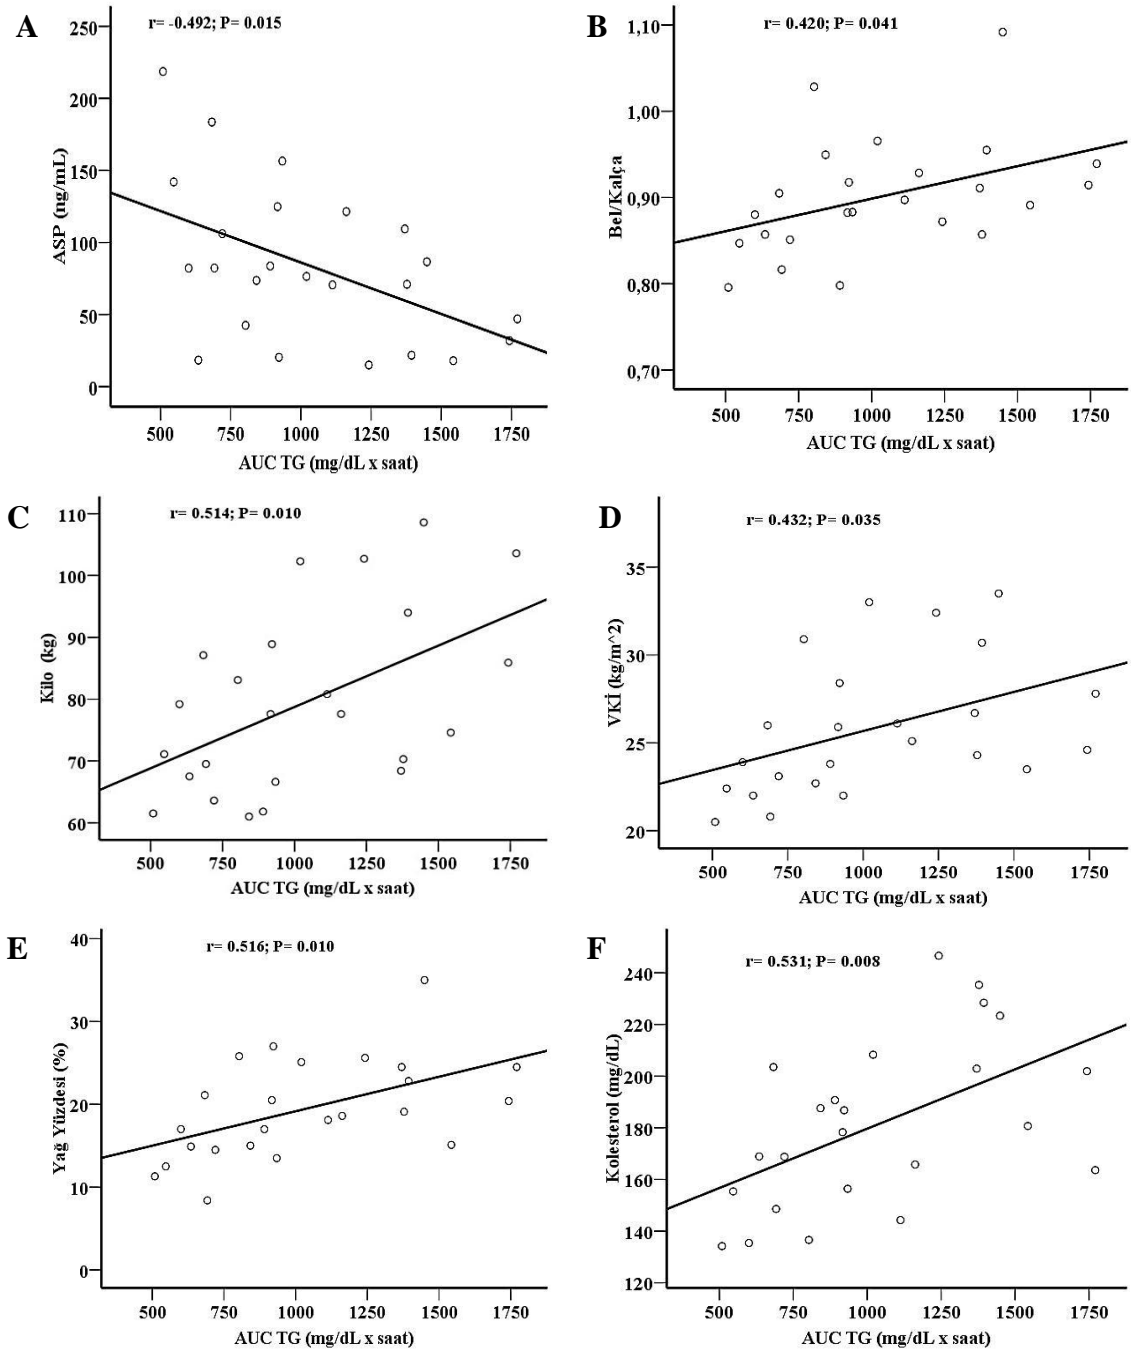 A
r= -0.492; P= 0.015
ASP (ng/mL)
250
200
150
100
50
0
500 750 1000 1250 1500 1750
AUC TG (mg/dL x saat)
B
r= 0.420; P= 0.041
Bel/Kalça
1,10
1,00
0,90
0,80
0,70
500 750 1000 1250 1500 1750
AUC TG (mg/dL x saat)
C
r= 0.514; P= 0.010
Kilo (kg)
110
100
90
80
70
60
500 750 1000 1250 1500 1750
AUC TG (mg/dL x saat)
D
r= 0.432; P= 0.035
VKİ (kg/m^2)
35
30
25
20
500 750 1000 1250 1500 1750
AUC TG (mg/dL x saat)
E
r= 0.516; P= 0.010
Yağ Yüzdesi (%)
40
30
20
10
0
500 750 1000 1250 1500 1750
AUC TG (mg/dL x saat)
F
r= 0.531; P= 0.008
Kolesterol (mg/dL)
240
220
200
180
160
140
120
500 750 1000 1250 1500 1750
AUC TG (mg/dL x saat)